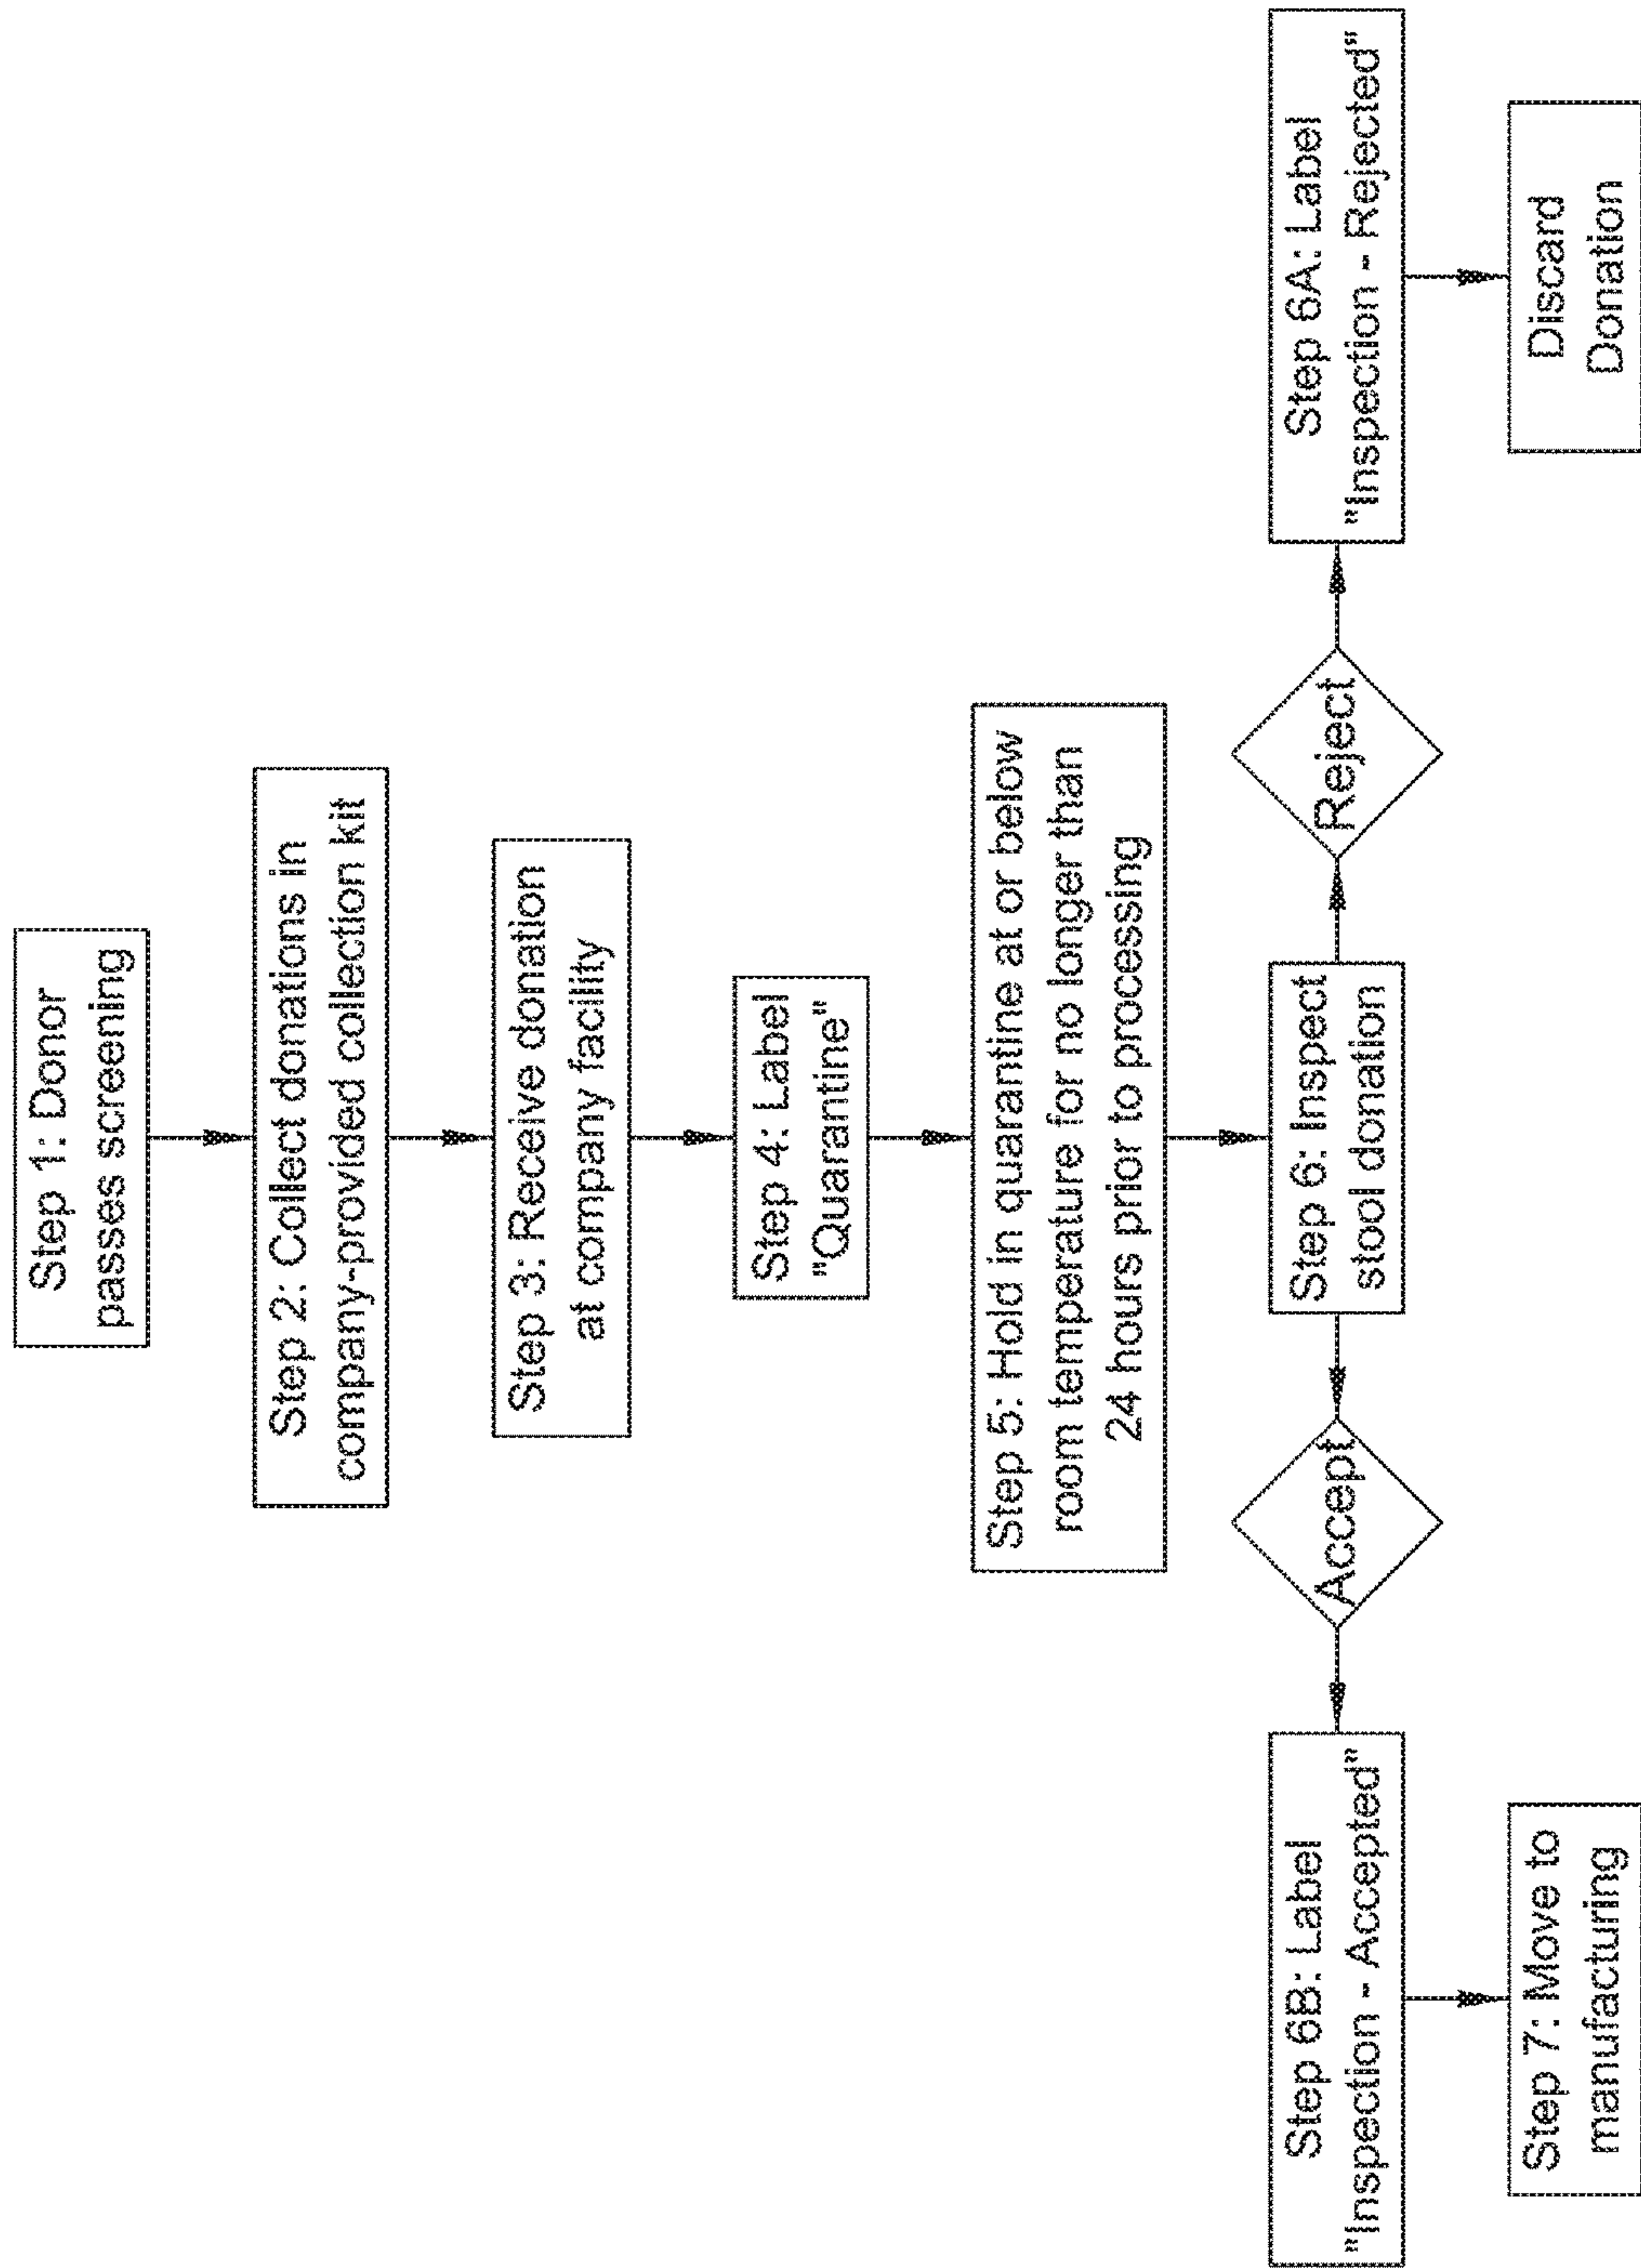 Step 1: Donor
passes screening
Step 2: Collect donations in
company-provided collection kit
Step 3: Receive donation
at company facility
Step 4: Label
"Quarantine"
Step 5: Hold in quarantine at or below
room temperature for no longer than
24 hours prior to processing
Step 6: Inspect
stool donation
Accept
Reject
Step 6B: Label
"Inspection - Accepted"
Step 6A: Label
"Inspection - Rejected"
Step 7: Move to
manufacturing
Discard
Donation